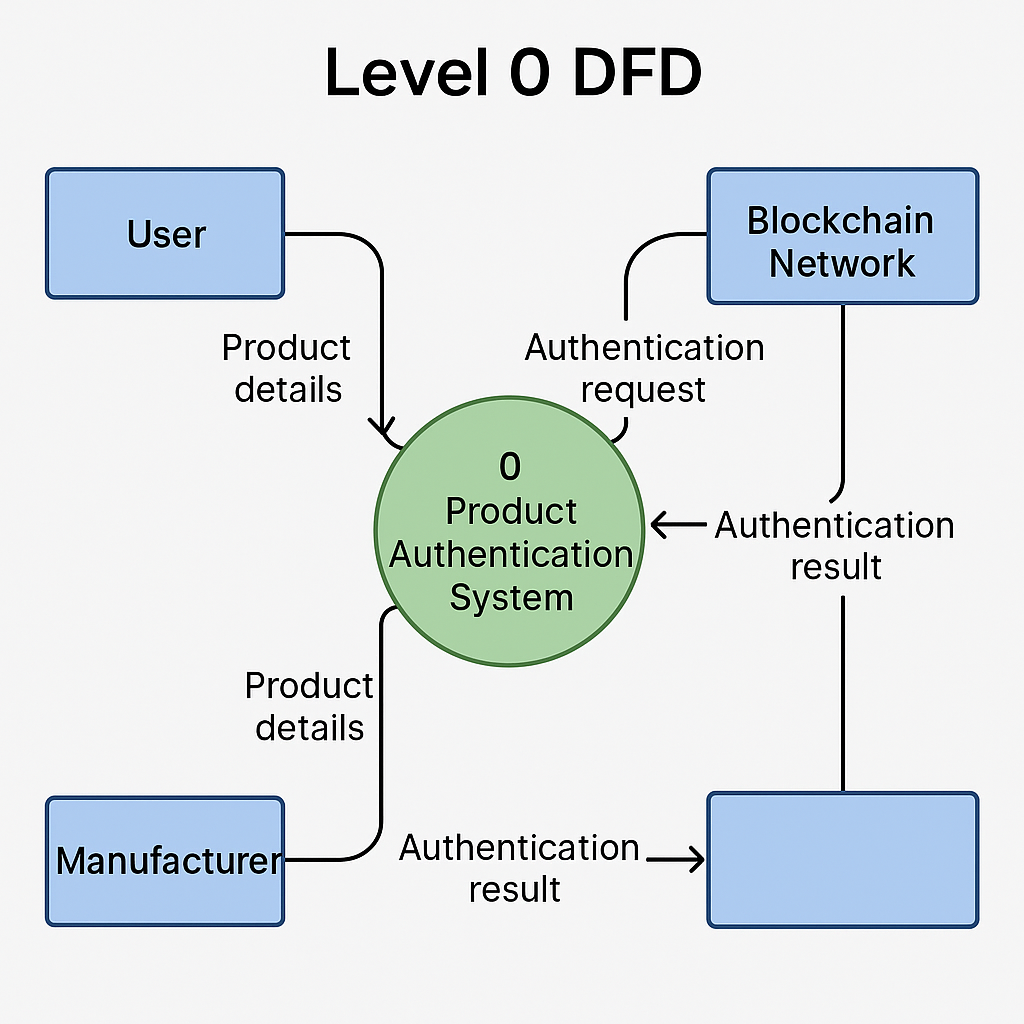 Level 0 DFD
User
Blockchain
Network
Product
details
Authentication
request
0
Product
Authentication
System
Authentication
result
Product
details
Manufacturer
Authentication
result